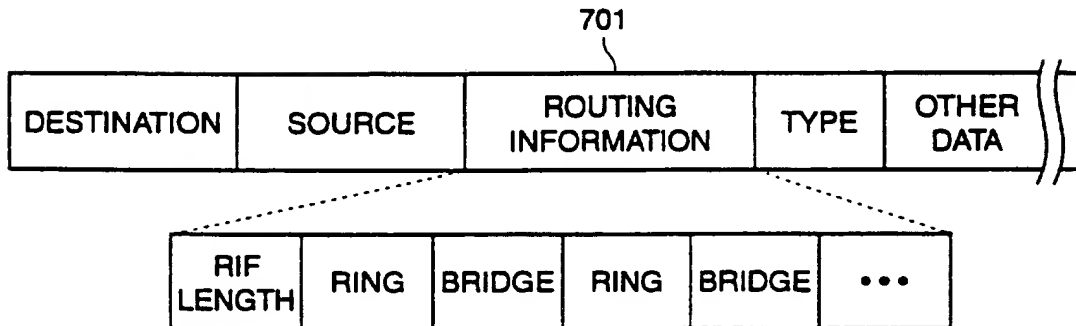 701
DESTINATION SOURCE ROUTING INFORMATION TYPE OTHER DATA
RIF LENGTH RING BRIDGE RING BRIDGE •••